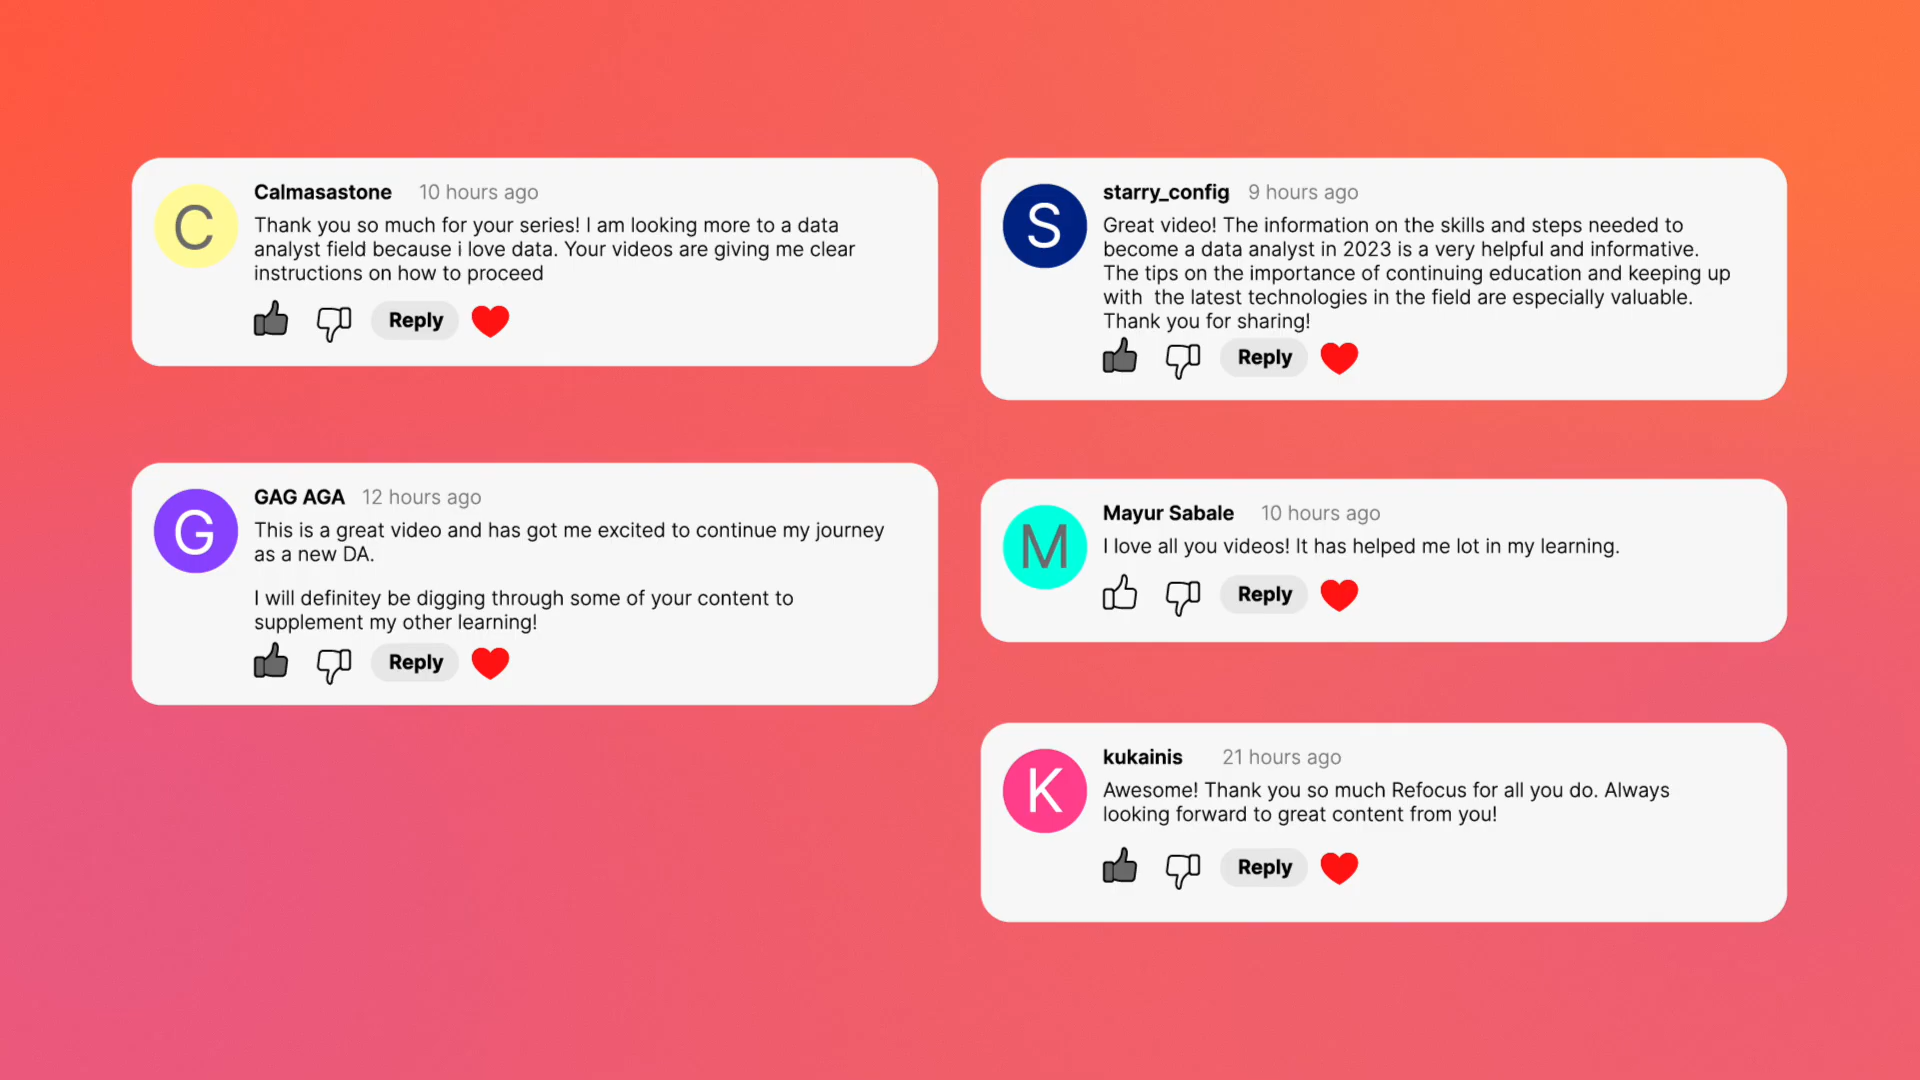 C
Calmasastone 10 hours ago
Thank you so much for your series! I am looking more to a data
analyst field because i love data. Your videos are giving me clear
instructions on how to proceed
Reply
G
GAG AGA 12 hours ago
This is a great video and has got me excited to continue my journey
as a new DA.
I will definitey be digging through some of your content to
supplement my other learning!
Reply
S
starry_config 9 hours ago
Great video! The information on the skills and steps needed to
become a data analyst in 2023 is a very helpful and informative.
The tips on the importance of continuing education and keeping up
with  the latest technologies in the field are especially valuable.
Thank you for sharing!
Reply
M
Mayur Sabale 10 hours ago
I love all you videos! It has helped me lot in my learning.
Reply
K
kukainis 21 hours ago
Awesome! Thank you so much Refocus for all you do. Always
looking forward to great content from you!
Reply